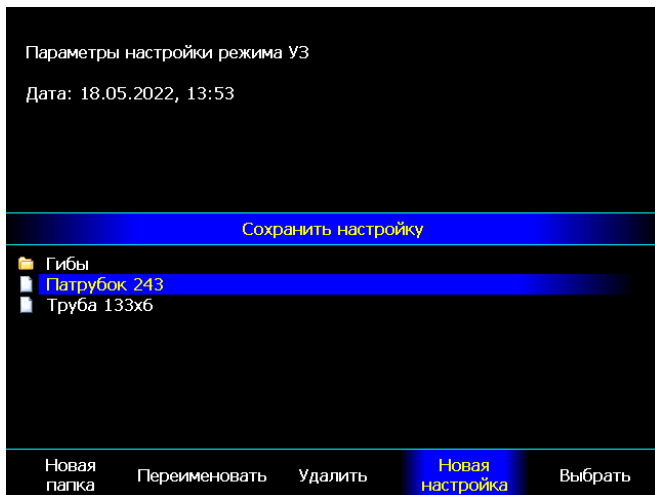 Параметры настройки режима УЗ
Дата: 18.05.2022, 13:53
Сохранить настройку
Гибы
Патрубок 243
Труба 133x6
Новая папка
Переименовать
Удалить
Новая настройка
Выбрать